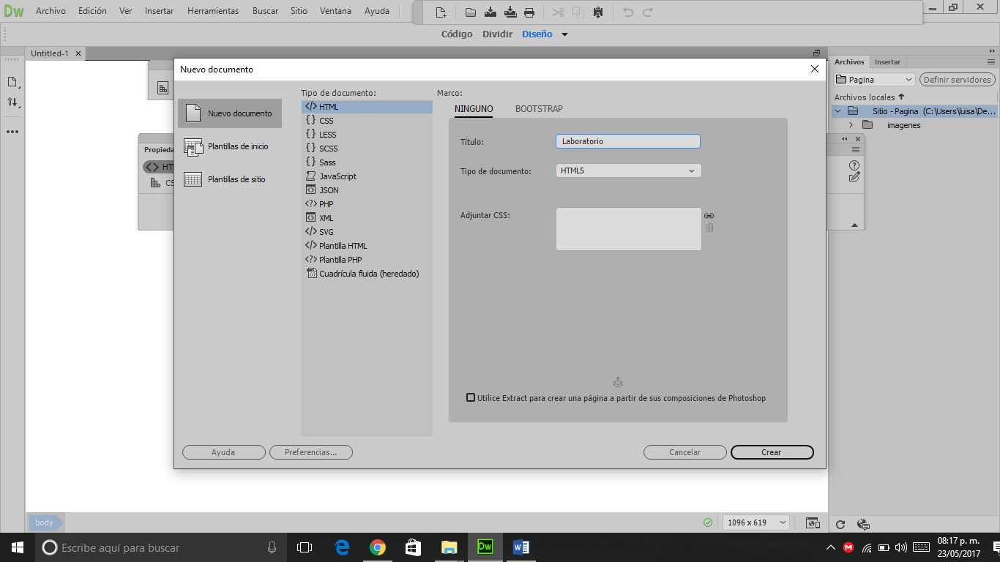 Dw Archivo Edición Ver Insertar Herramientas Buscar Sitio Ventana Ayuda
Código Dividir Diseño
Untitled-1
Nuevo documento
Nuevo documento
Plantillas de inicio
Plantillas de sitio
Tipo de documento:
</> HTML
{} CSS
{} LESS
{} SCSS
{} Sass
JavaScript
JSON
<?> PHP
XML
</> SVG
</> Plantilla HTML
<?> Plantilla PHP
Cuadrícula fluida (heredado)
Marco:
NINGUNO BOOTSTRAP
Título: Laboratorio
Tipo de documento: HTML5
Adjuntar CSS:
Utilice Extract para crear una página a partir de sus composiciones de Photoshop
Ayuda Preferencias... Cancelar Crear
Propieda
<> HT
CS
Archivos Insertar
Pagina Definir servidores
Archivos locales
Sitio - Pagina (C:\Users\luisa\De...
imagenes
body
1096 x 619
Escribe aquí para buscar
Dw
08:17 p. m.
23/05/2017